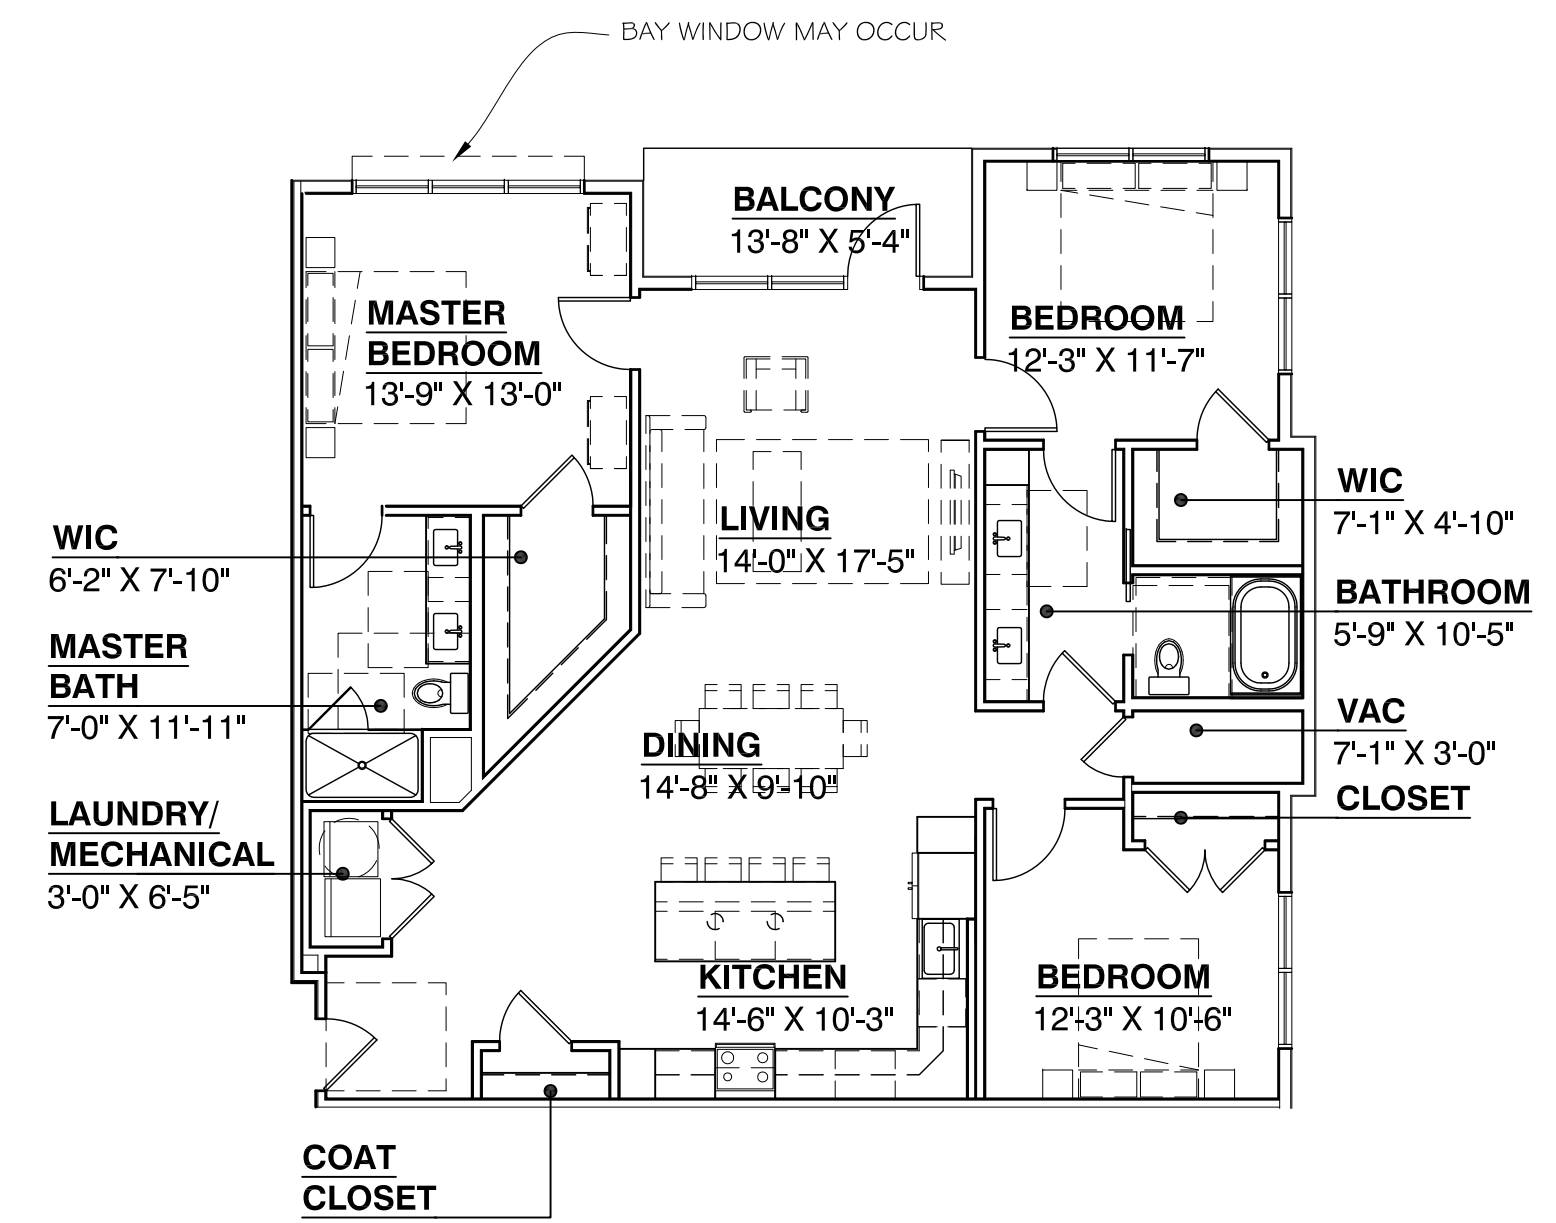 BAY WINDOW MAY OCCUR
BALCONY
13'-8" X 5'-4"
MASTER
BEDROOM
13'-9" X 13'-0"
BEDROOM
12'-3" X 11'-7"
WIC
6'-2" X 7'-10"
LIVING
14'-0" X 17'-5"
WIC
7'-1" X 4'-10"
BATHROOM
5'-9" X 10'-5"
MASTER
BATH
7'-0" X 11'-11"
DINING
14'-8" X 9'-10"
VAC
7'-1" X 3'-0"
CLOSET
LAUNDRY/
MECHANICAL
3'-0" X 6'-5"
KITCHEN
14'-6" X 10'-3"
BEDROOM
12'-3" X 10'-6"
COAT
CLOSET